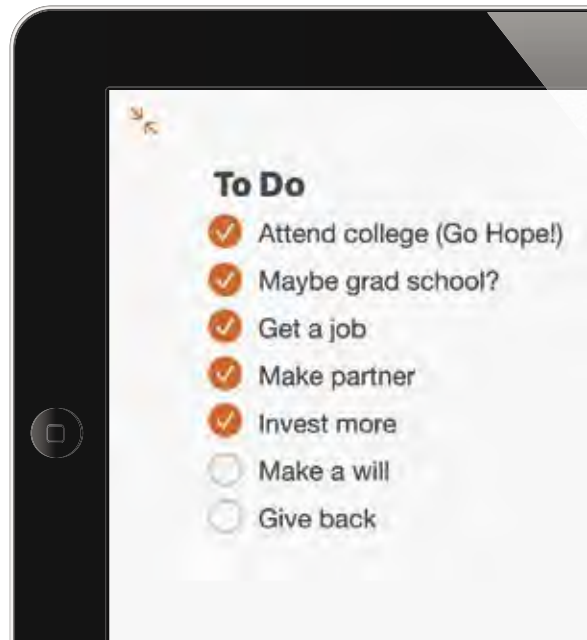 To Do
Attend college (Go Hope!)
Maybe grad school?
Get a job
Make partner
Invest more
Make a will
Give back